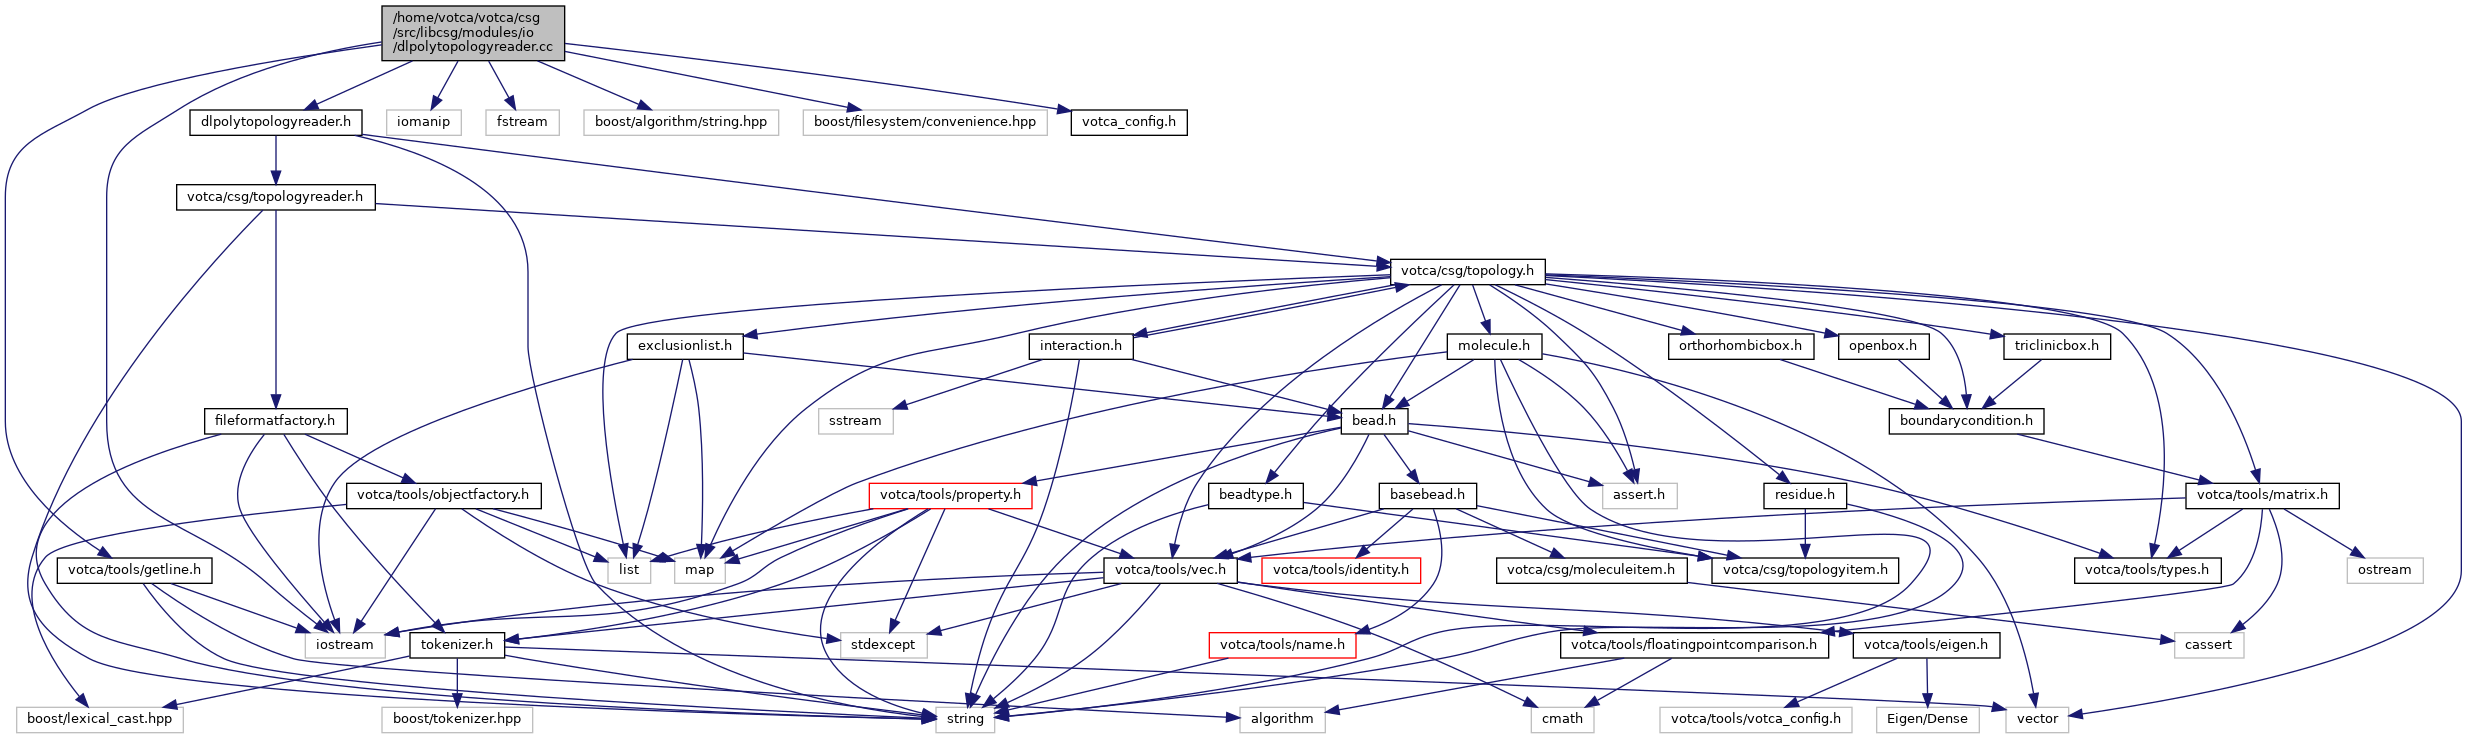 /home/votca/votca/csg
/src/libcsg/modules/io
/dlpolytopologyreader.cc
dlpolytopologyreader.h
iomanip
fstream
boost/algorithm/string.hpp
boost/filesystem/convenience.hpp
votca_config.h
votca/csg/topologyreader.h
votca/csg/topology.h
exclusionlist.h
interaction.h
molecule.h
orthorhombicbox.h
openbox.h
triclinicbox.h
fileformatfactory.h
sstream
bead.h
boundarycondition.h
votca/tools/objectfactory.h
votca/tools/property.h
beadtype.h
basebead.h
assert.h
residue.h
votca/tools/matrix.h
votca/tools/getline.h
list
map
votca/tools/vec.h
votca/tools/identity.h
votca/csg/moleculeitem.h
votca/csg/topologyitem.h
votca/tools/types.h
ostream
iostream
tokenizer.h
stdexcept
votca/tools/name.h
votca/tools/floatingpointcomparison.h
votca/tools/eigen.h
cassert
boost/lexical_cast.hpp
boost/tokenizer.hpp
string
algorithm
cmath
votca/tools/votca_config.h
Eigen/Dense
vector